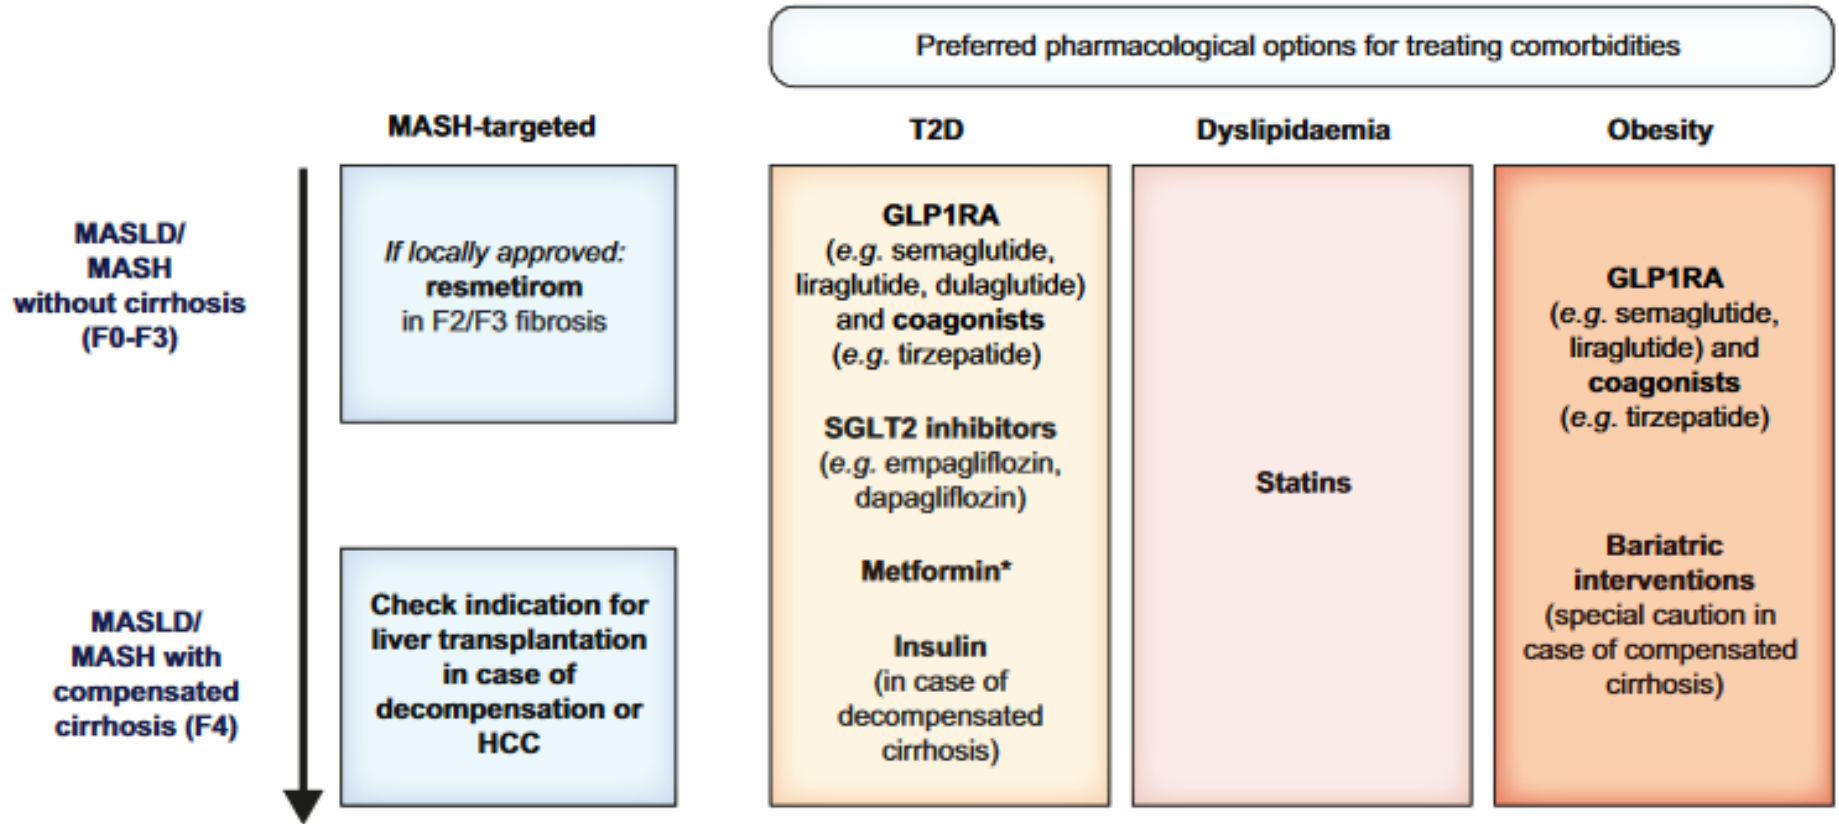 Preferred pharmacological options for treating comorbidities
MASH-targeted
T2D
Dyslipidaemia
Obesity
MASLD/
MASH
without cirrhosis
(F0-F3)
If locally approved:
resmetirom
in F2/F3 fibrosis
GLP1RA
(e.g. semaglutide,
liraglutide, dulaglutide)
and coagonists
(e.g. tirzepatide)
SGLT2 inhibitors
(e.g. empagliflozin,
dapagliflozin)
Metformin*
Insulin
(in case of
decompensated
cirrhosis)
Statins
GLP1RA
(e.g. semaglutide,
liraglutide) and
coagonists
(e.g. tirzepatide)
Bariatric
interventions
(special caution in
case of compensated
cirrhosis)
MASLD/
MASH with
compensated
cirrhosis (F4)
Check indication for
liver transplantation
in case of
decompensation or
HCC